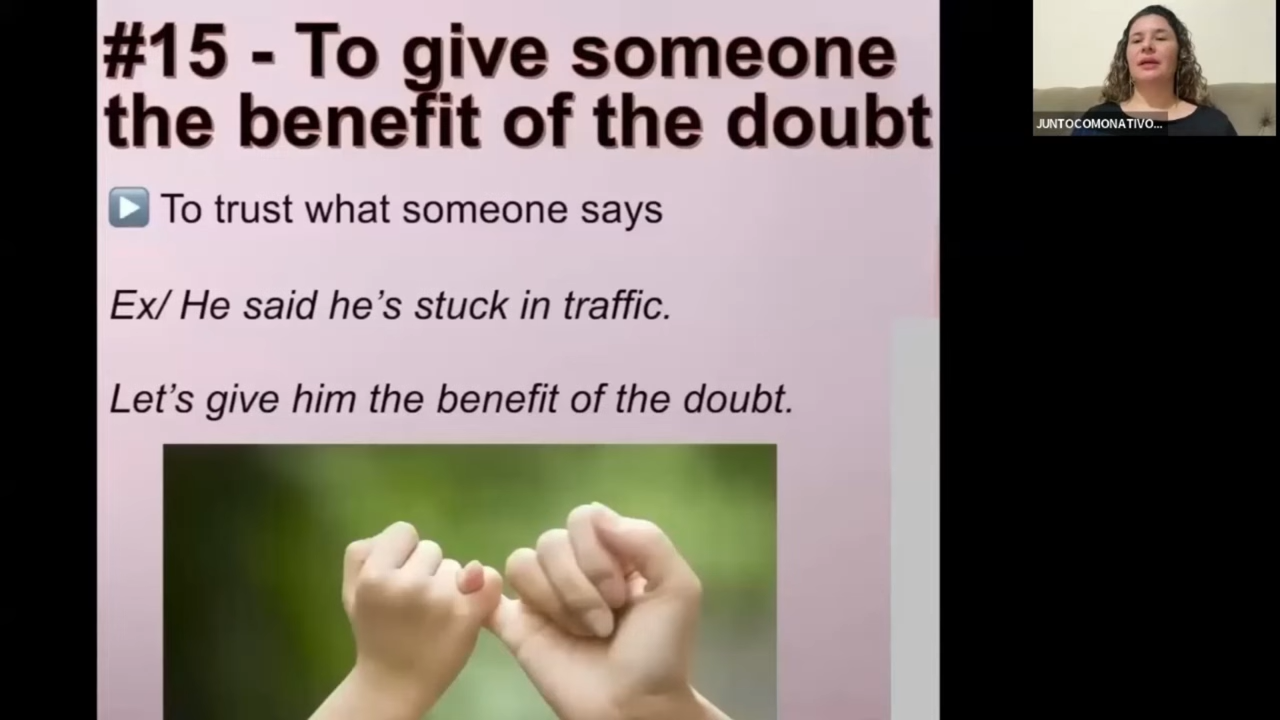 #15 - To give someone
the benefit of the doubt
To trust what someone says
Ex/ He said he’s stuck in traffic.
Let’s give him the benefit of the doubt.
JUNTOCOMONATIVO...